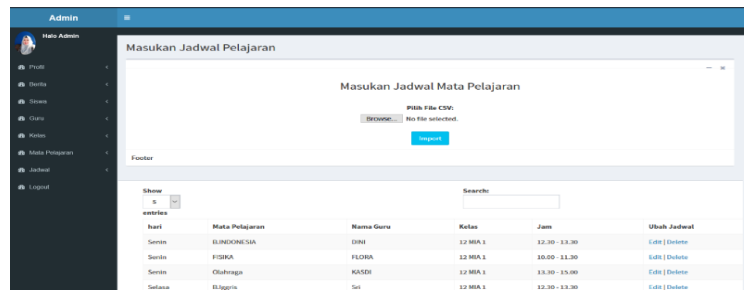 Admin
Halo Admin
Profil
Berita
Siswa
Guru
Kelas
Mata Pelajaran
Jadwal
Logout
Masukan Jadwal Pelajaran
Masukan Jadwal Mata Pelajaran
Pilih File CSV:
Browse... No file selected.
Import
Footer
Show
5
entries
Search:
hari Mata Pelajaran Nama Guru Kelas Jam Ubah Jadwal
Senin B.INDONESIA DINI 12 MIA 1 12.30 - 13.30 Edit | Delete
Senin FISIKA FLORA 12 MIA 1 10.00 - 11.30 Edit | Delete
Senin Olahraga KASDI 12 MIA 1 13.30 - 15.00 Edit | Delete
Selasa B.Iggris Sri 12 MIA 1 12.30 - 13.30 Edit | Delete